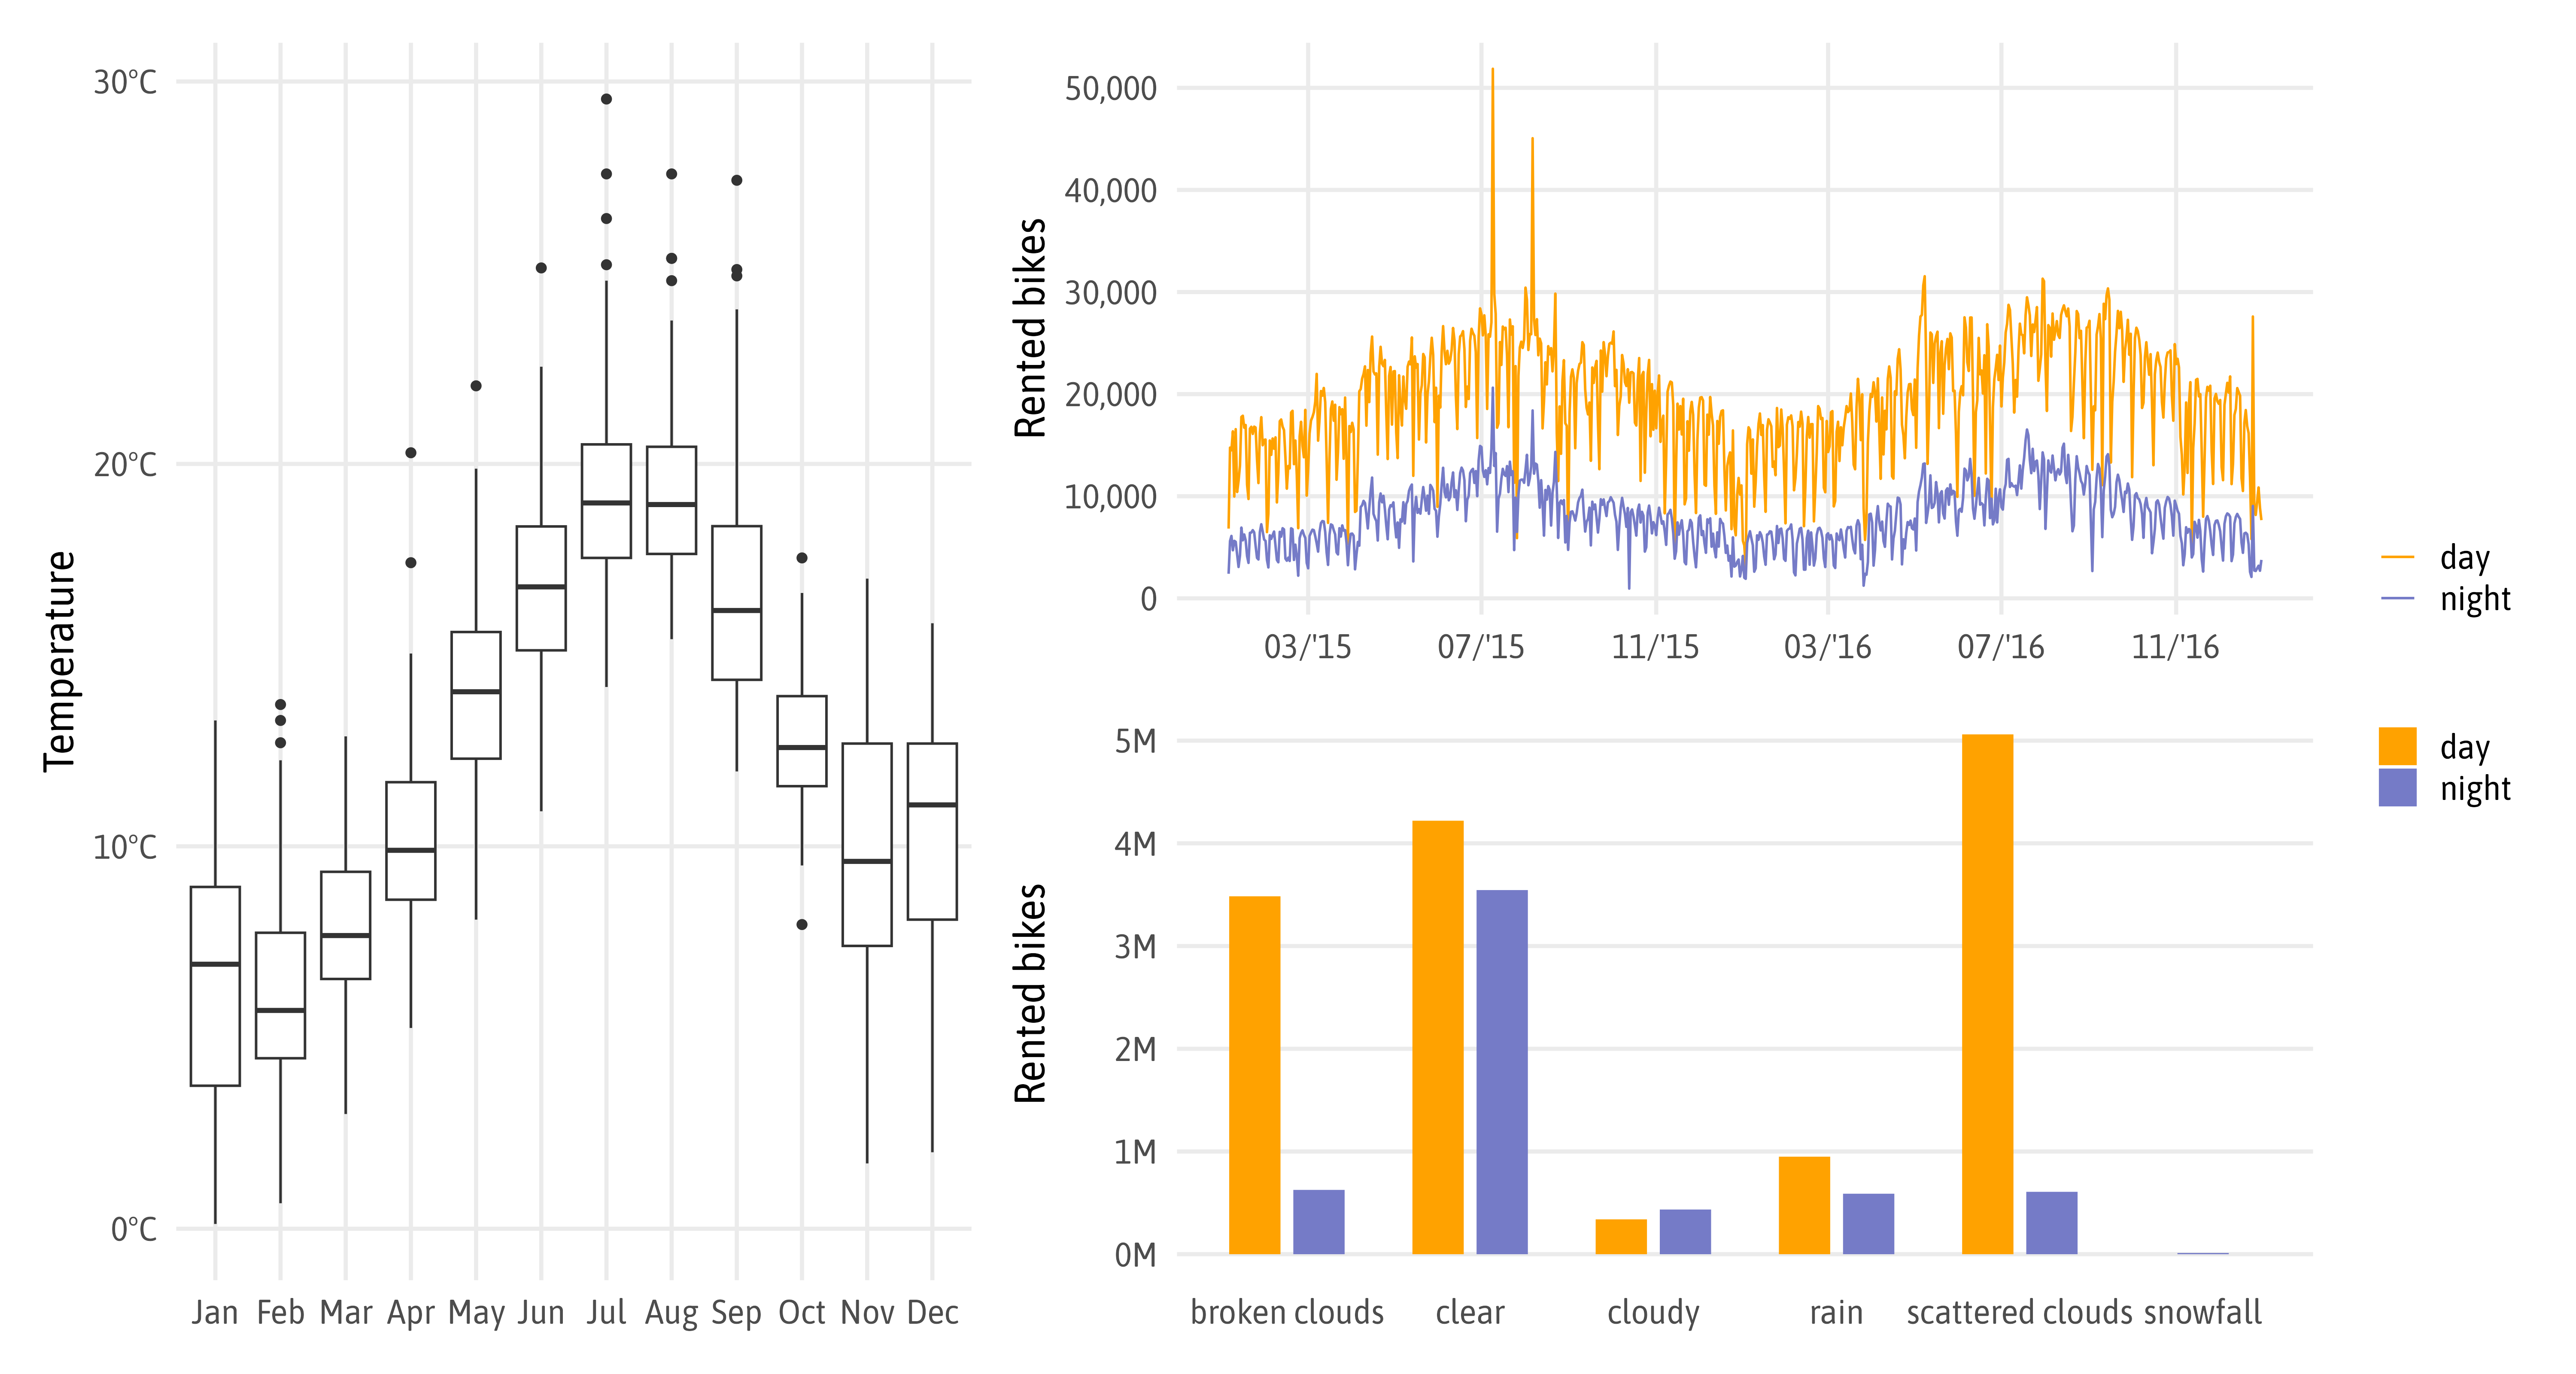 Temperature
30°C
20°C
10°C
0°C
Jan Feb Mar Apr May Jun Jul Aug Sep Oct Nov Dec
Rented bikes
50,000
40,000
30,000
20,000
10,000
0
03/'15 07/'15 11/'15 03/'16 07/'16 11/'16
day
night
Rented bikes
5M
4M
3M
2M
1M
0M
broken clouds clear cloudy rain scattered clouds snowfall
day
night